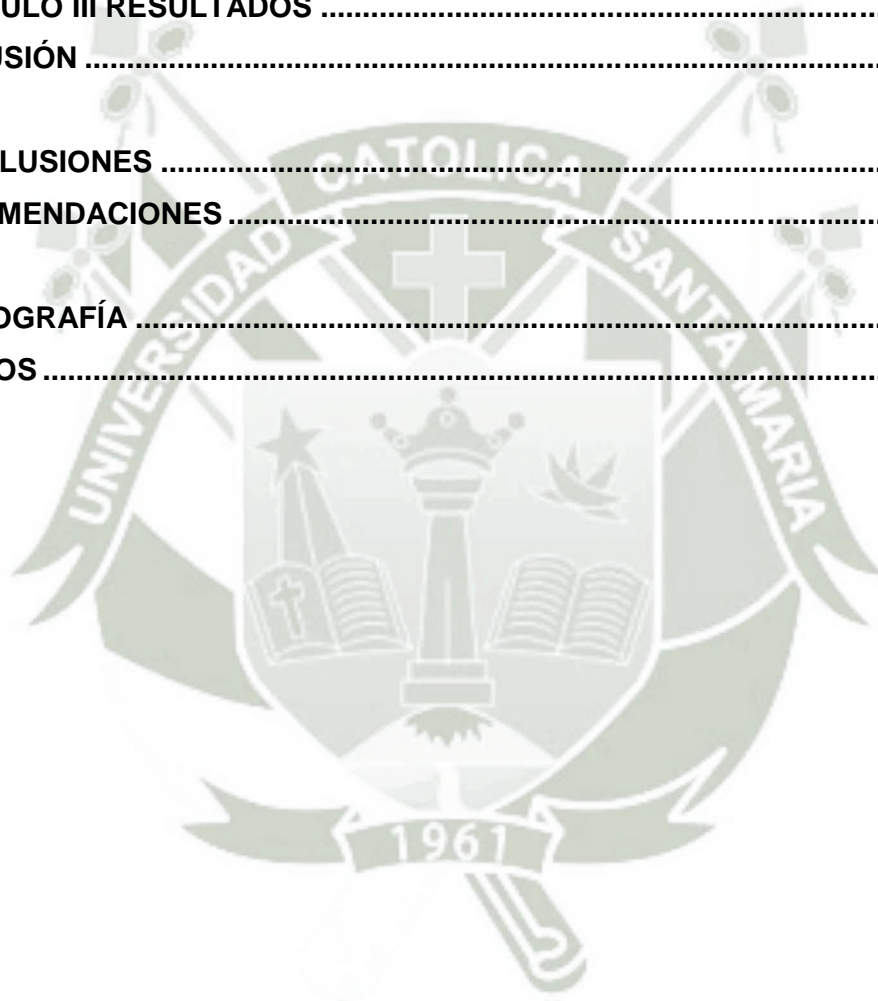 ULO III RESULTADOS ....................................................................
USIÓN ................................................................................................
LUSIONES .......................................................................................
MENDACIONES ...............................................................................
OGRAFÍA ..........................................................................................
OS .....................................................................................................
UNIVERSIDAD CATOLICA SANTA MARIA
1961